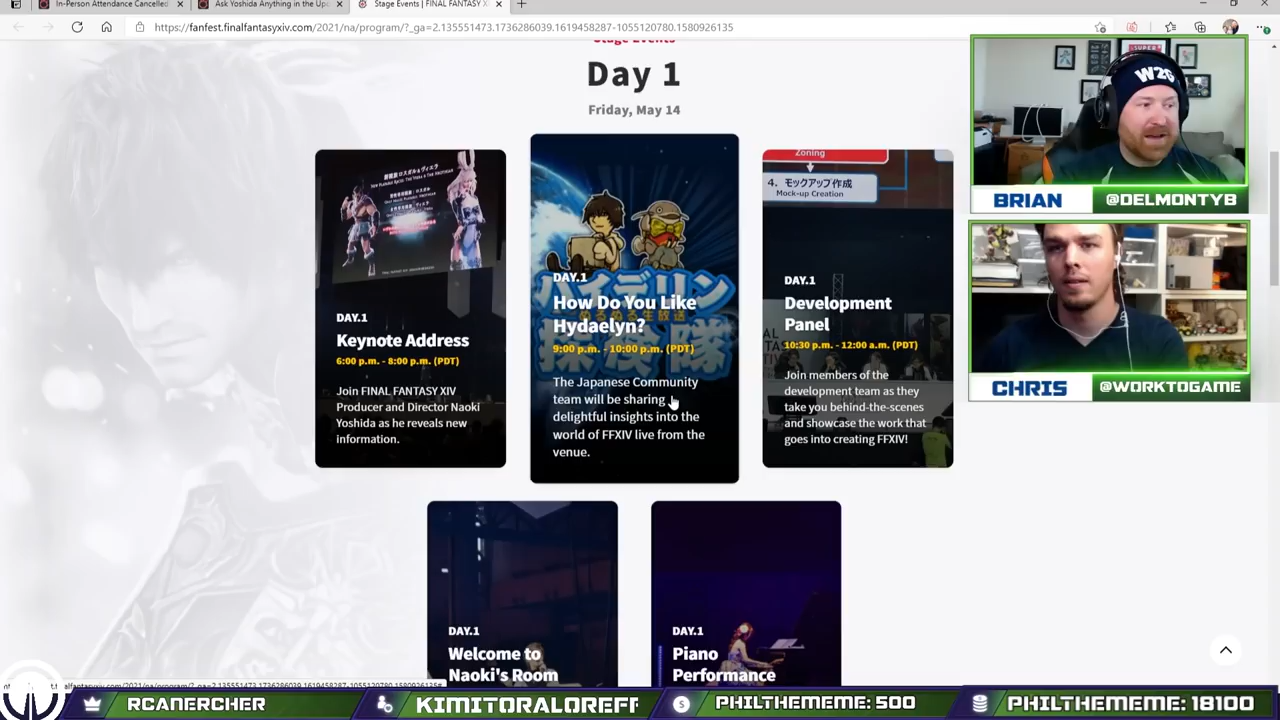 In-Person Attendance Cancelled
Ask Yoshida Anything in the Upc
Stage Events | FINAL FANTASY X
https://fanfest.finalfantasyxiv.com/2021/na/program/?_ga=2.135551473.1736286039.1619458287-1055120780.1580926135
Stage Events
Day 1
Friday, May 14
DAY.1
Keynote Address
6:00 p.m. - 8:00 p.m. (PDT)
Join FINAL FANTASY XIV
Producer and Director Naoki
Yoshida as he reveals new
information.
DAY.1
How Do You Like
Hydaelyn?
9:00 p.m. - 10:00 p.m. (PDT)
The Japanese Community
team will be sharing
delightful insights into the
world of FFXIV live from the
venue.
Zoning
4. モックアップ作成
Mock-up Creation
DAY.1
Development
Panel
10:30 p.m. - 12:00 a.m. (PDT)
Join members of the
development team as they
take you behind-the-scenes
and showcase the work that
goes into creating FFXIV!
DAY.1
Welcome to
Naoki's Room
DAY.1
Piano
Performance
W2G
BRIAN
@DELMONTYB
CHRIS
@WORKTOGAME
RCANERCHER
KIMITORALOREFF
PHILTHEMEME: 500
PHILTHEMEME: 18100